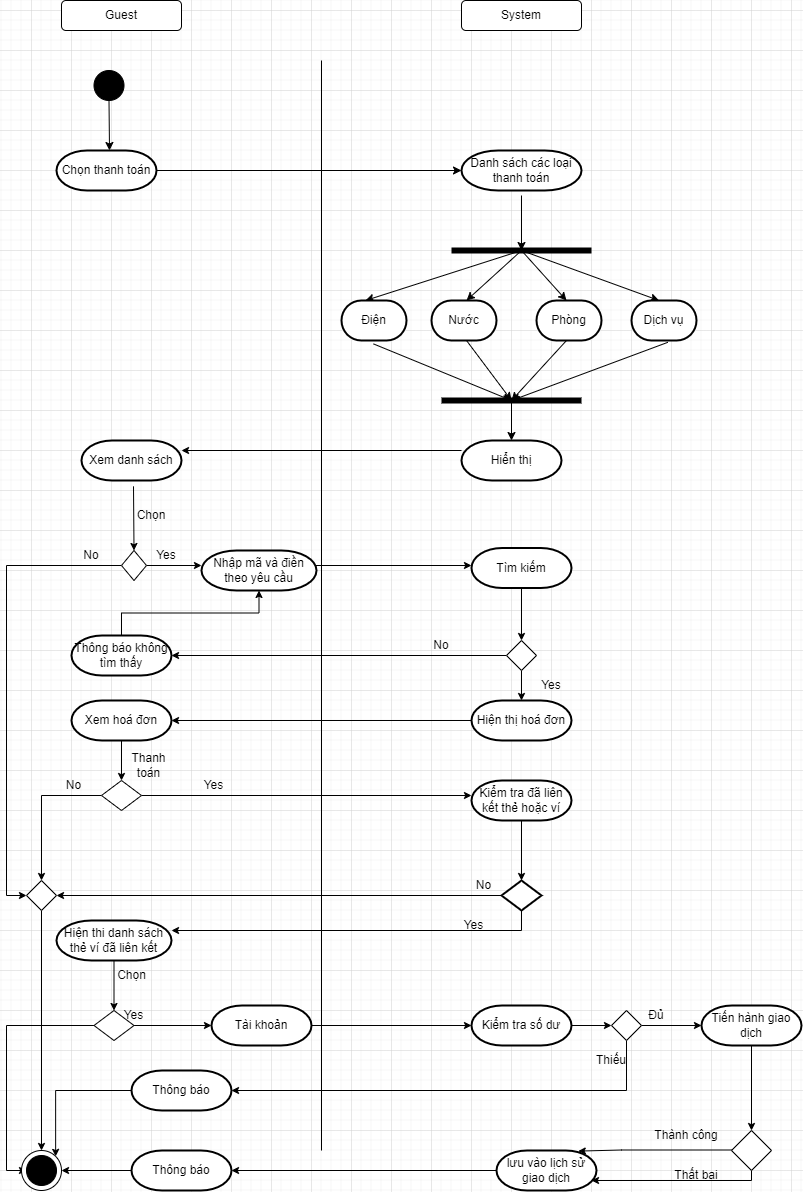 Guest
System
Chọn thanh toán
Danh sách các loại
thanh toán
Điện
Nước
Phòng
Dịch vụ
Xem danh sách
Hiển thị
Chọn
No
Yes
Nhập mã và điền
theo yêu cầu
Tìm kiếm
Thông báo không
tìm thấy
No
Yes
Xem hoá đơn
Hiện thị hoá đơn
Thanh
toán
No
Yes
Kiểm tra đã liên
kết thẻ hoặc ví
No
Yes
Hiện thi danh sách
thẻ ví đã liên kết
Chọn
Yes
Tài khoản
Kiểm tra số dư
Đủ
Tiến hành giao
dịch
Thiếu
Thông báo
Thành công
Thông báo
lưu vào lịch sử
giao dịch
Thất bại